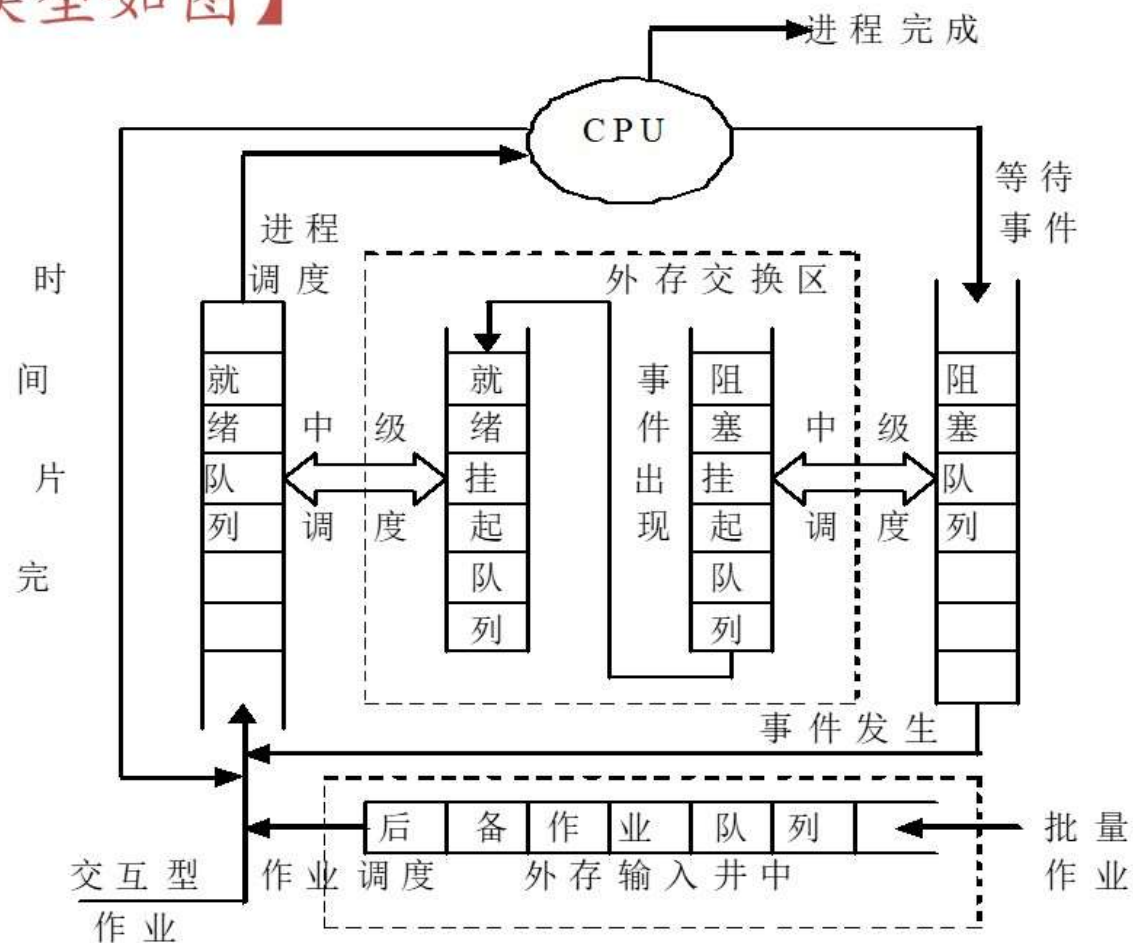 模型如图】
进程完成
CPU
等待
事件
进程
调度
外存交换区
时
间
片
完
就绪队列
中级
调度
就绪挂起队列
事件出现
阻塞挂起队列
中级
调度
阻塞队列
事件发生
后备作业队列
批量
作业
交互型
作业
作业调度
外存输入井中